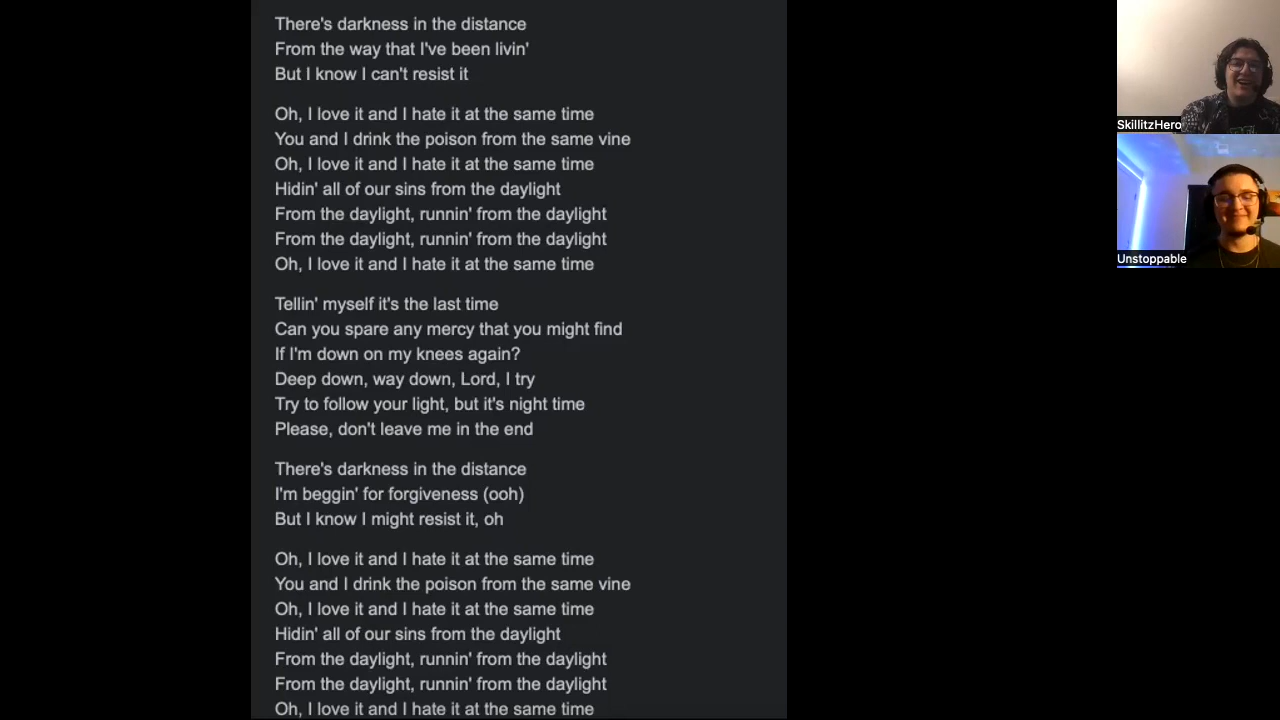 There's darkness in the distance
From the way that I've been livin'
But I know I can't resist it
Oh, I love it and I hate it at the same time
You and I drink the poison from the same vine
Oh, I love it and I hate it at the same time
Hidin' all of our sins from the daylight
From the daylight, runnin' from the daylight
From the daylight, runnin' from the daylight
Oh, I love it and I hate it at the same time
Tellin' myself it's the last time
Can you spare any mercy that you might find
If I'm down on my knees again?
Deep down, way down, Lord, I try
Try to follow your light, but it's night time
Please, don't leave me in the end
There's darkness in the distance
I'm beggin' for forgiveness (ooh)
But I know I might resist it, oh
Oh, I love it and I hate it at the same time
You and I drink the poison from the same vine
Oh, I love it and I hate it at the same time
Hidin' all of our sins from the daylight
From the daylight, runnin' from the daylight
From the daylight, runnin' from the daylight
Oh, I love it and I hate it at the same time
SkillitzHero
Unstoppable